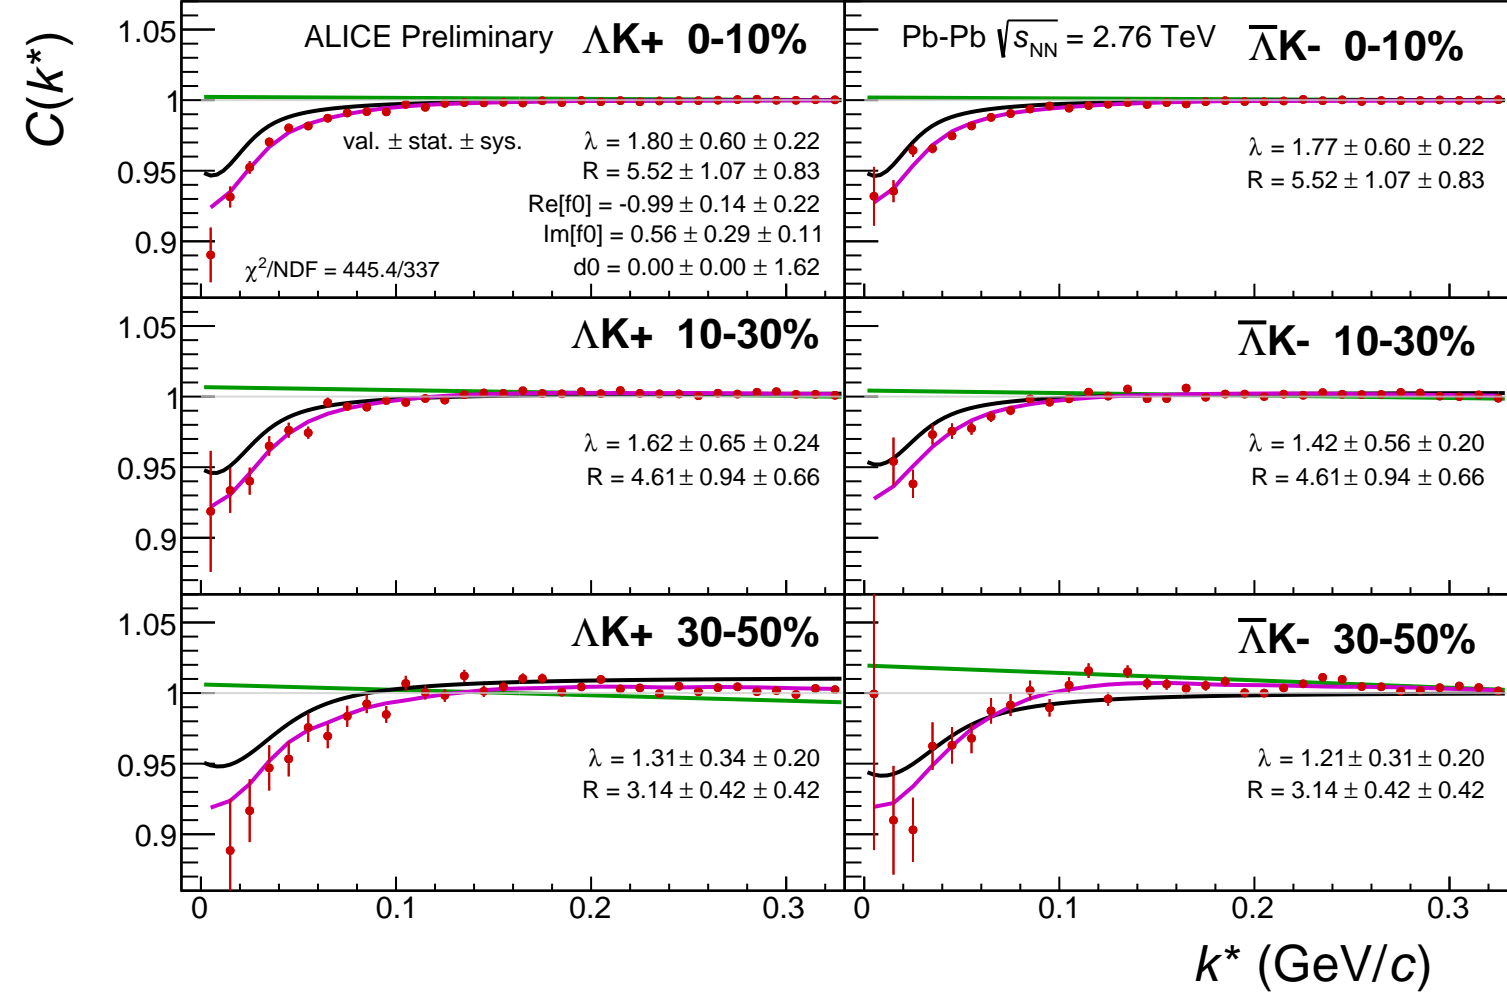 C(k*)
ALICE Preliminary ΛK+ 0-10%
val. ± stat. ± sys.
λ = 1.80 ± 0.60 ± 0.22
R = 5.52 ± 1.07 ± 0.83
Re[f0] = -0.99 ± 0.14 ± 0.22
Im[f0] = 0.56 ± 0.29 ± 0.11
d0 = 0.00 ± 0.00 ± 1.62
χ²/NDF = 445.4/337
1.05
1
0.95
0.9
Pb-Pb √sNN = 2.76 TeV Λ̅K- 0-10%
λ = 1.77 ± 0.60 ± 0.22
R = 5.52 ± 1.07 ± 0.83
ΛK+ 10-30%
λ = 1.62 ± 0.65 ± 0.24
R = 4.61 ± 0.94 ± 0.66
1.05
1
0.95
0.9
Λ̅K- 10-30%
λ = 1.42 ± 0.56 ± 0.20
R = 4.61 ± 0.94 ± 0.66
ΛK+ 30-50%
λ = 1.31 ± 0.34 ± 0.20
R = 3.14 ± 0.42 ± 0.42
1.05
1
0.95
0.9
Λ̅K- 30-50%
λ = 1.21 ± 0.31 ± 0.20
R = 3.14 ± 0.42 ± 0.42
0 0.1 0.2 0.3
0 0.1 0.2 0.3
k* (GeV/c)